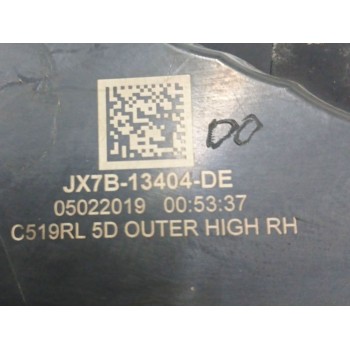 DO
JX7B-13404-DE
05022019 00:53:37
C519RL 5D OUTER HIGH RH